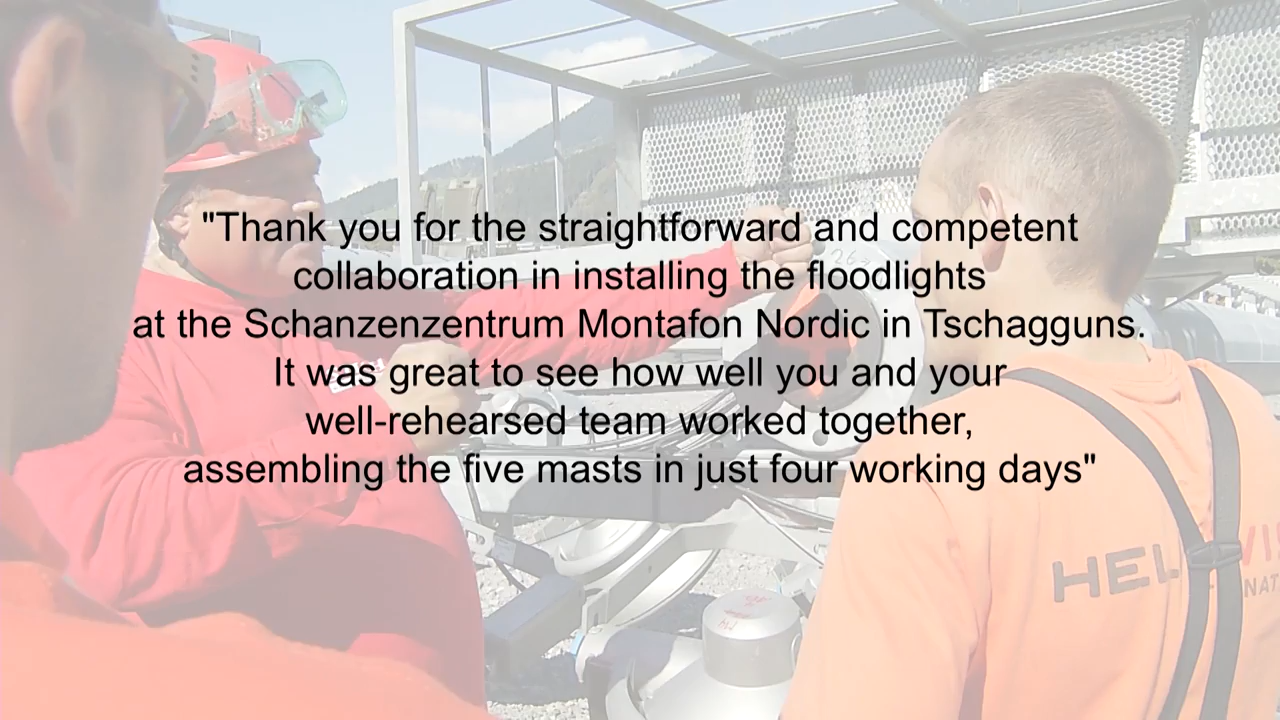 "Thank you for the straightforward and competent
collaboration in installing the floodlights
at the Schanzenzentrum Montafon Nordic in Tschagguns.
It was great to see how well you and your
well-rehearsed team worked together,
assembling the five masts in just four working days"